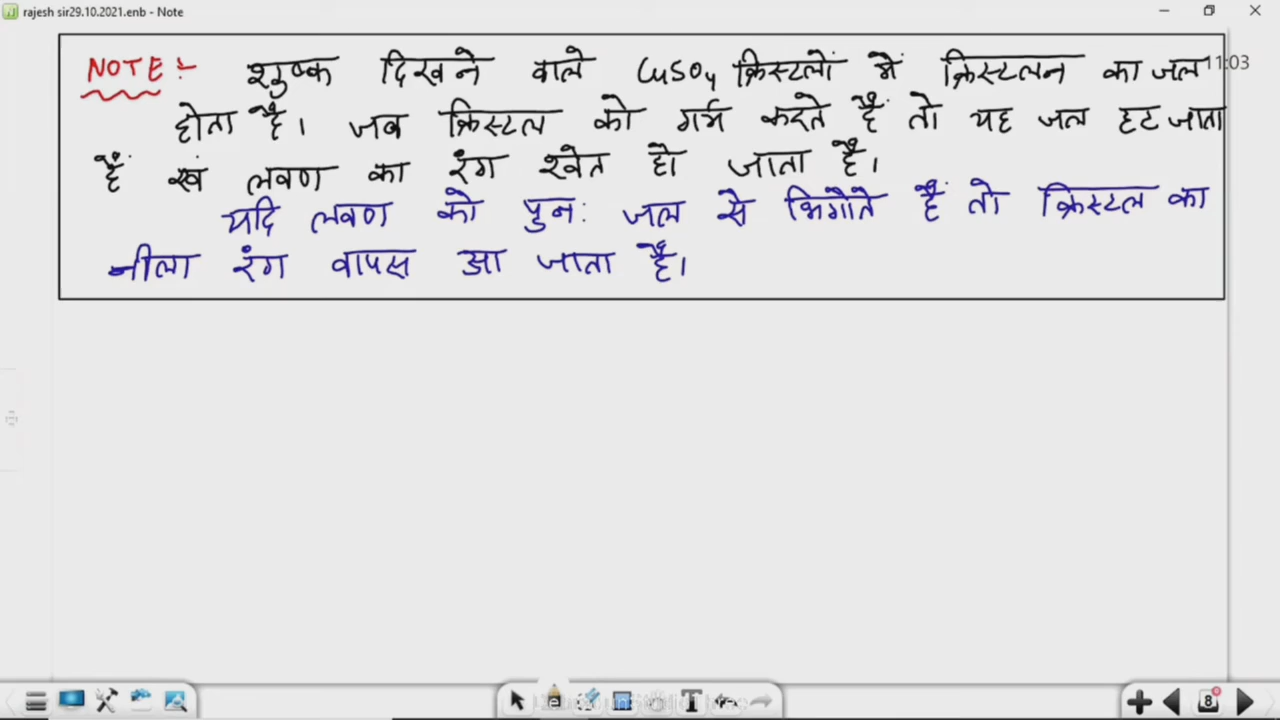 rajesh sir29.10.2021.enb - Note
NOTE:- शुष्क दिखने वाले CuSO4 क्रिस्टलों में क्रिस्टलन का जल
11:03
होता है। जब क्रिस्टल को गर्म करते हैं तो यह जल हट जाता
हैं एवं लवण का रंग श्वेत हो जाता है।
यदि लवण को पुन: जल से भिगौते हैं तो क्रिस्टल का
नीला रंग वापस आ जाता है।
T
8